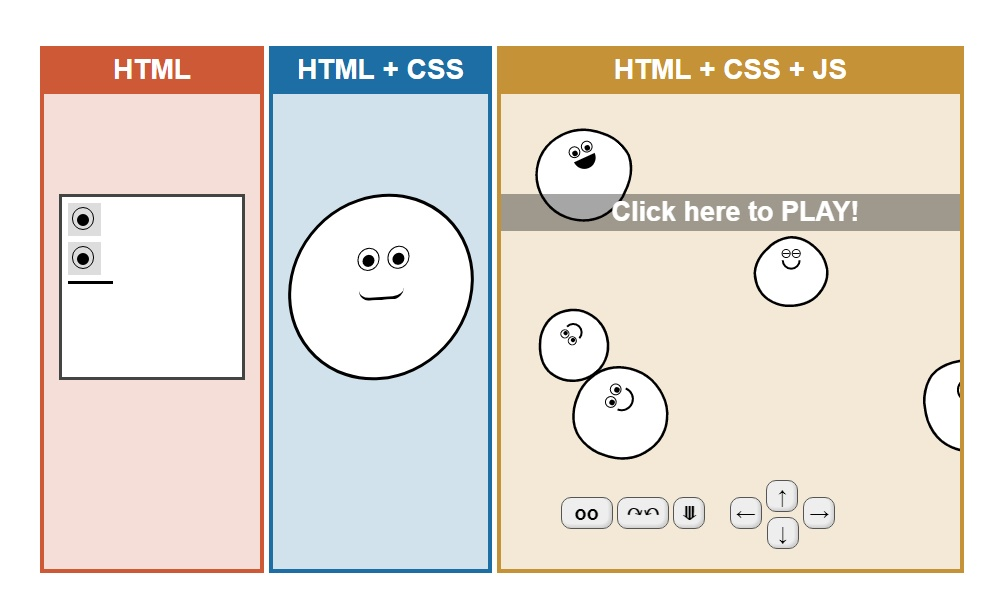 HTML
HTML + CSS
HTML + CSS + JS
Click here to PLAY!
oo
↷↶
⤋
←
↑
↓
→